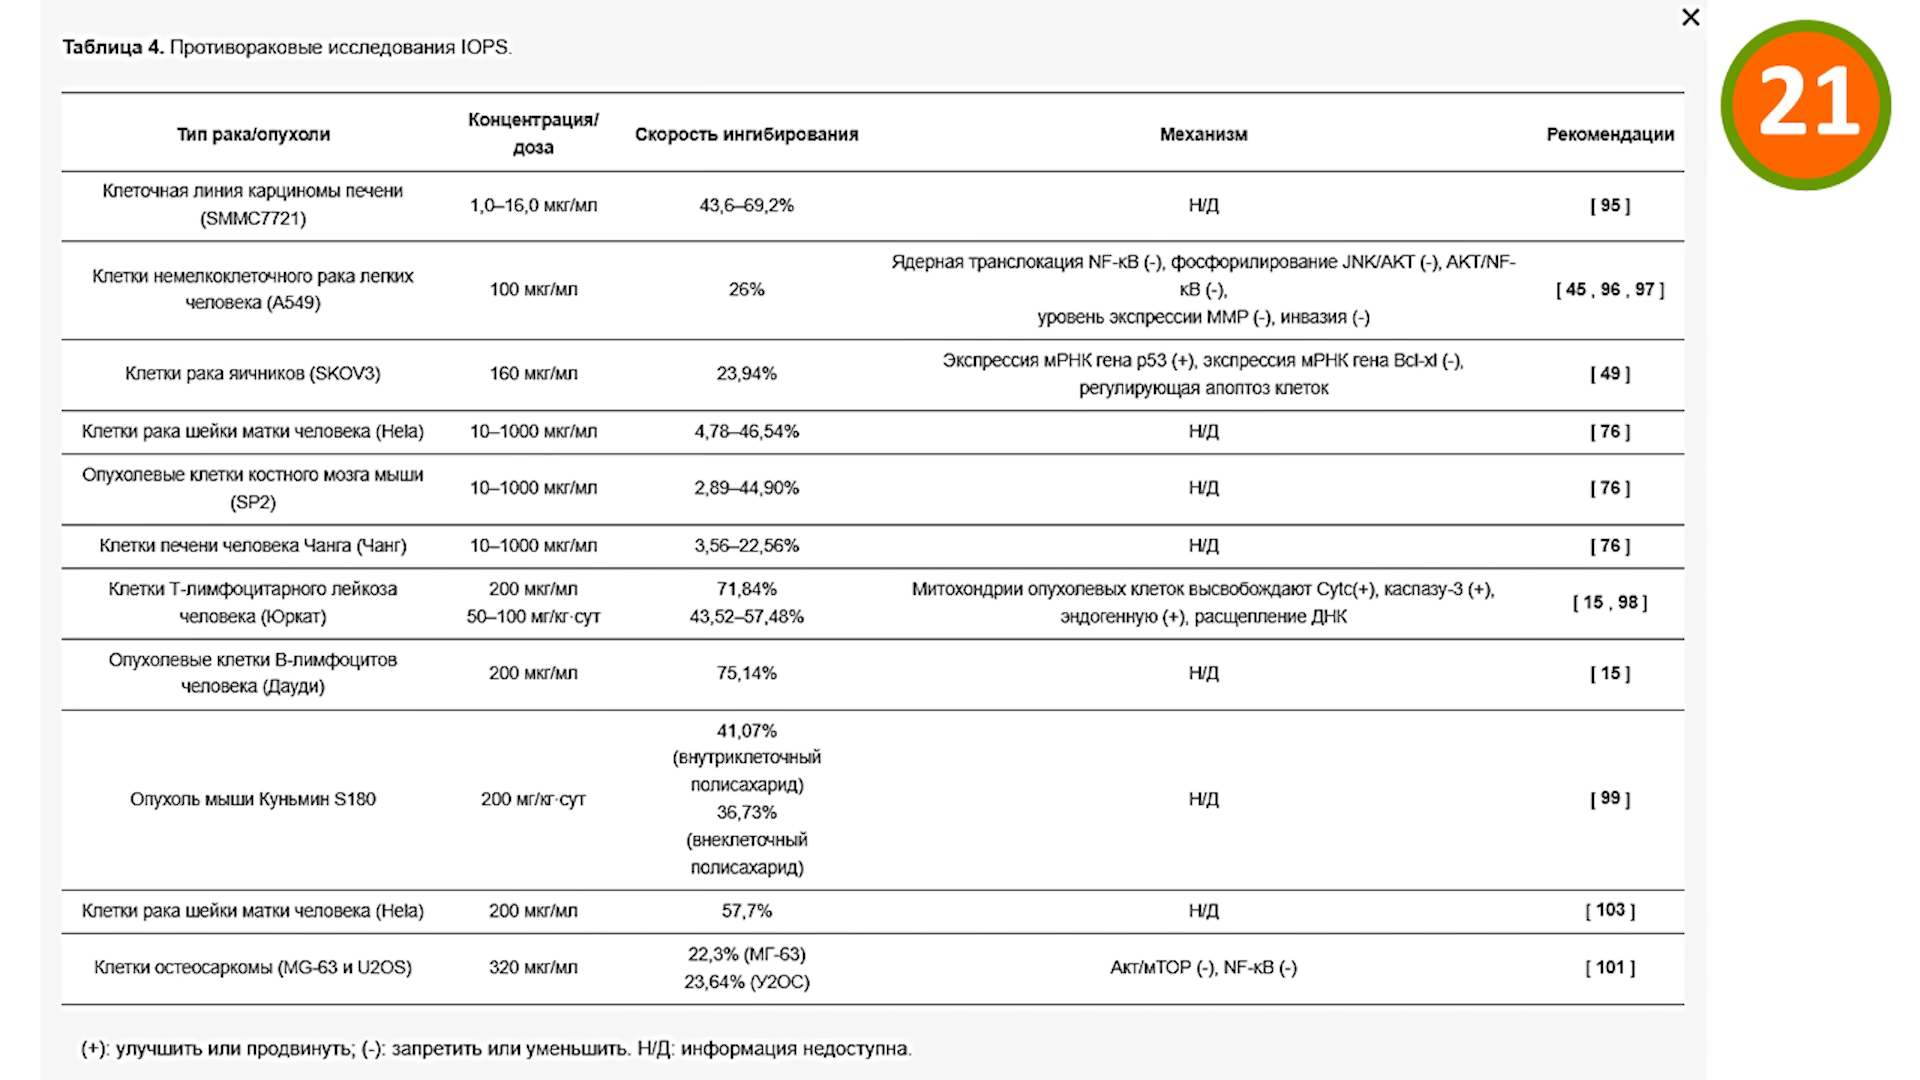 Таблица 4. Противораковые исследования IOPS.
×
21
Тип рака/опухоли
Концентрация/
доза
Скорость ингибирования
Механизм
Рекомендации
Клеточная линия карциномы печени
(SMMC7721)
1,0–16,0 мкг/мл
43,6–69,2%
Н/Д
[ 95 ]
Клетки немелкоклеточного рака легких
человека (A549)
100 мкг/мл
26%
Ядерная транслокация NF-κB (-), фосфорилирование JNK/AKT (-), AKT/NF-
κB (-),
уровень экспрессии MMP (-), инвазия (-)
[ 45 , 96 , 97 ]
Клетки рака яичников (SKOV3)
160 мкг/мл
23,94%
Экспрессия мРНК гена p53 (+), экспрессия мРНК гена Bcl-xl (-),
регулирующая апоптоз клеток
[ 49 ]
Клетки рака шейки матки человека (Hela)
10–1000 мкг/мл
4,78–46,54%
Н/Д
[ 76 ]
Опухолевые клетки костного мозга мыши
(SP2)
10–1000 мкг/мл
2,89–44,90%
Н/Д
[ 76 ]
Клетки печени человека Чанга (Чанг)
10–1000 мкг/мл
3,56–22,56%
Н/Д
[ 76 ]
Клетки Т-лимфоцитарного лейкоза
человека (Юркат)
200 мкг/мл
50–100 мг/кг·сут
71,84%
43,52–57,48%
Митохондрии опухолевых клеток высвобождают Cytc(+), каспазу-3 (+),
эндогенную (+), расщепление ДНК
[ 15 , 98 ]
Опухолевые клетки В-лимфоцитов
человека (Дауди)
200 мкг/мл
75,14%
Н/Д
[ 15 ]
Опухоль мыши Куньмин S180
200 мг/кг·сут
41,07%
(внутриклеточный
полисахарид)
36,73%
(внеклеточный
полисахарид)
Н/Д
[ 99 ]
Клетки рака шейки матки человека (Hela)
200 мкг/мл
57,7%
Н/Д
[ 103 ]
Клетки остеосаркомы (MG-63 и U2OS)
320 мкг/мл
22,3% (МГ-63)
23,64% (У2ОС)
Акт/мТОР (-), NF-κB (-)
[ 101 ]
(+): улучшить или продвинуть; (-): запретить или уменьшить. Н/Д: информация недоступна.